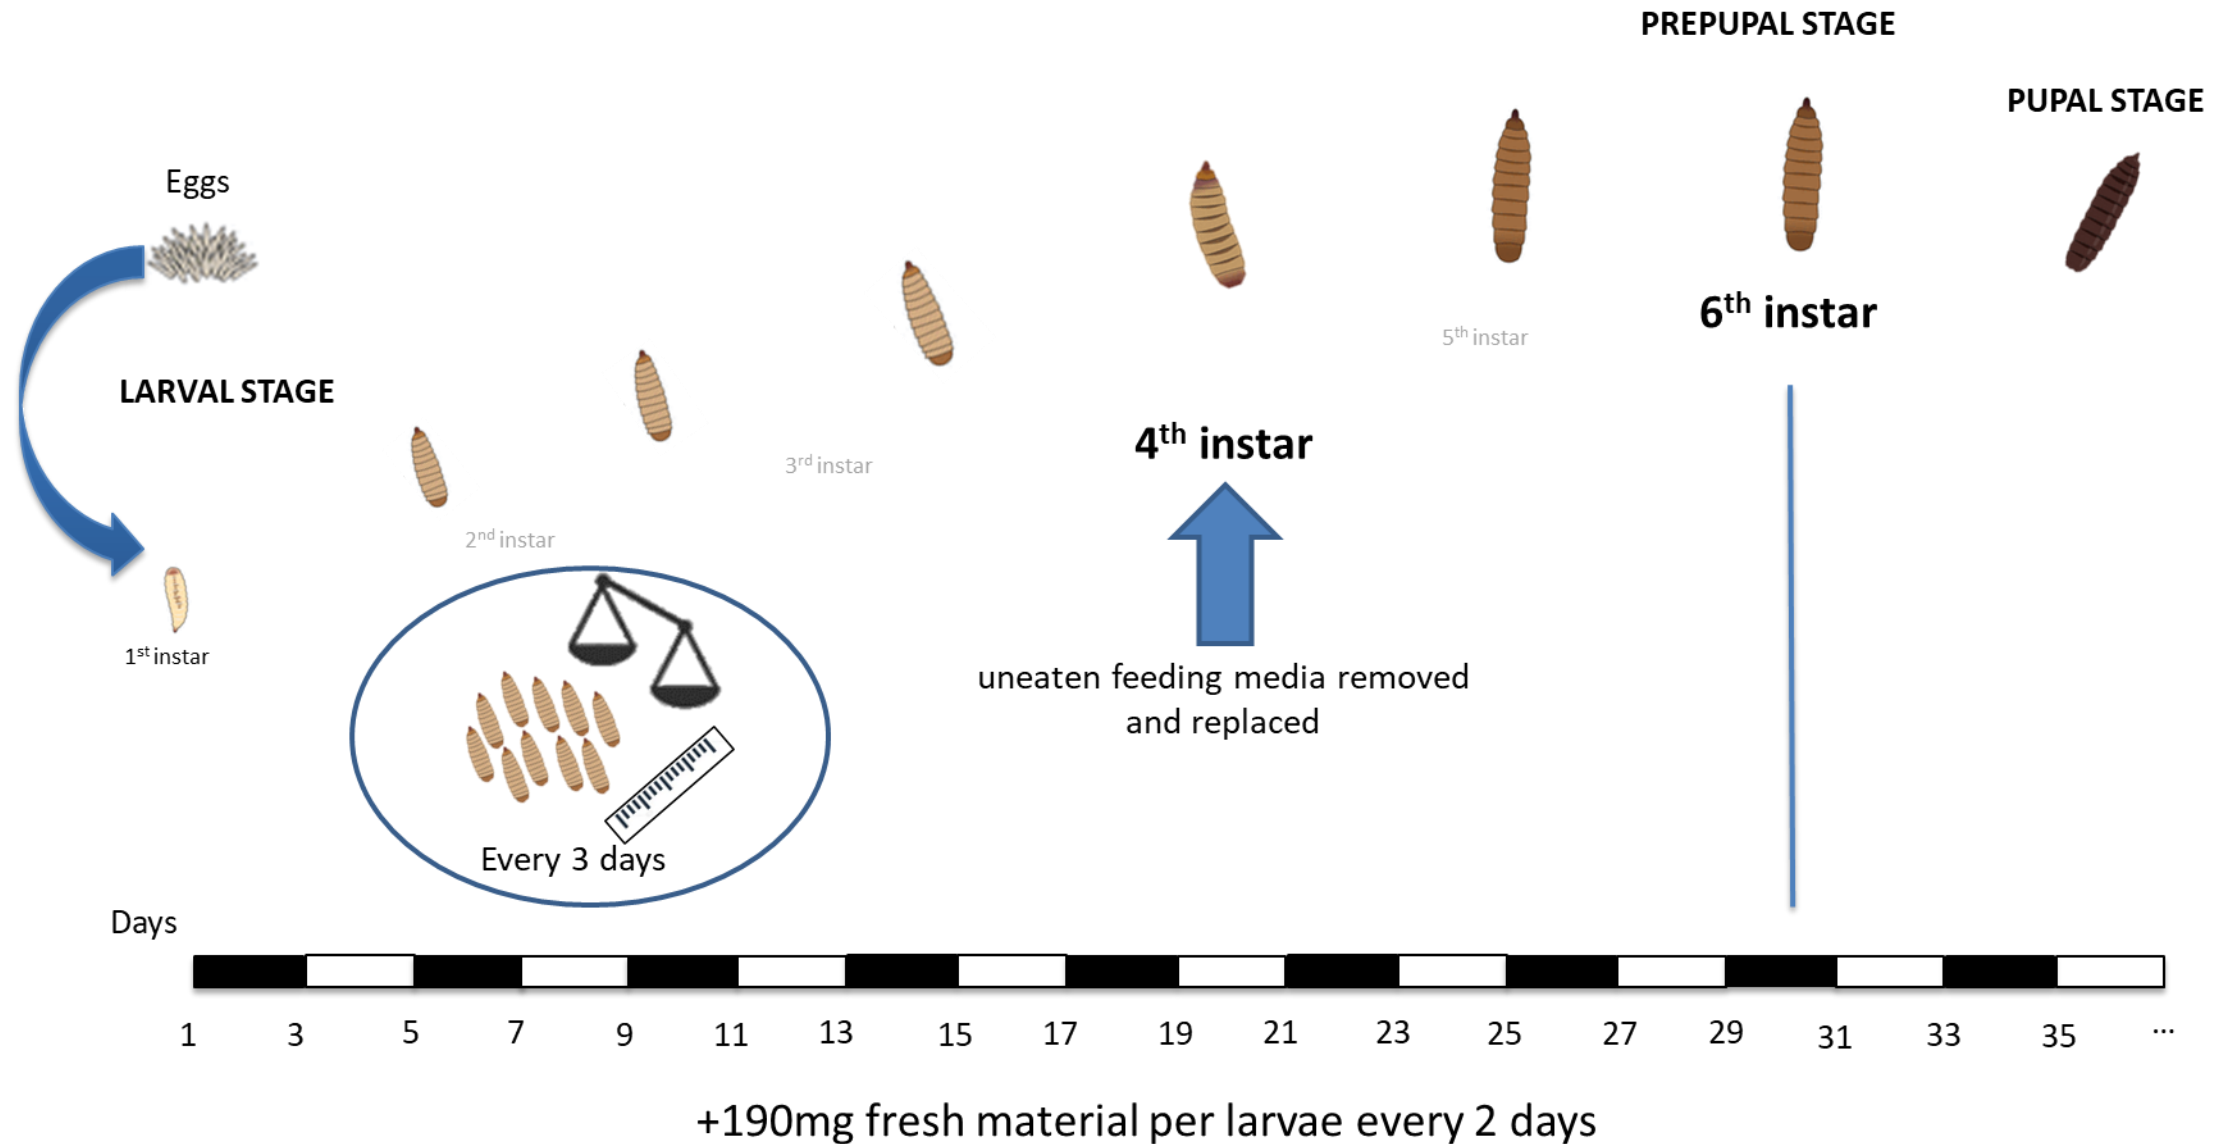 PREPUPAL STAGE
PUPAL STAGE
Eggs
6th instar
5th instar
LARVAL STAGE
4th instar
3rd instar
2nd instar
1st instar
uneaten feeding media removed
and replaced
Every 3 days
Days
1 3 5 7 9 11 13 15 17 19 21 23 25 27 29 31 33 35 ...
+190mg fresh material per larvae every 2 days